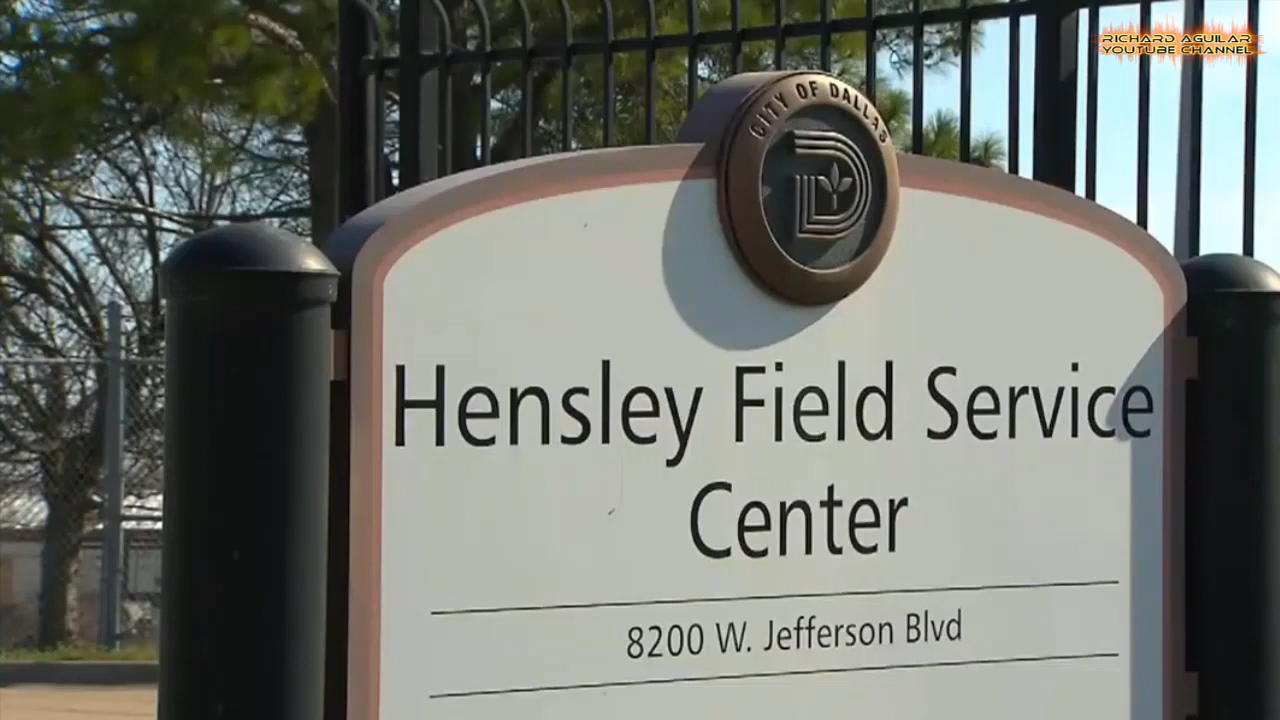 RICHARD AGUILAR
YOUTUBE CHANNEL
CITY OF DALLAS
Hensley Field Service
Center
8200 W. Jefferson Blvd